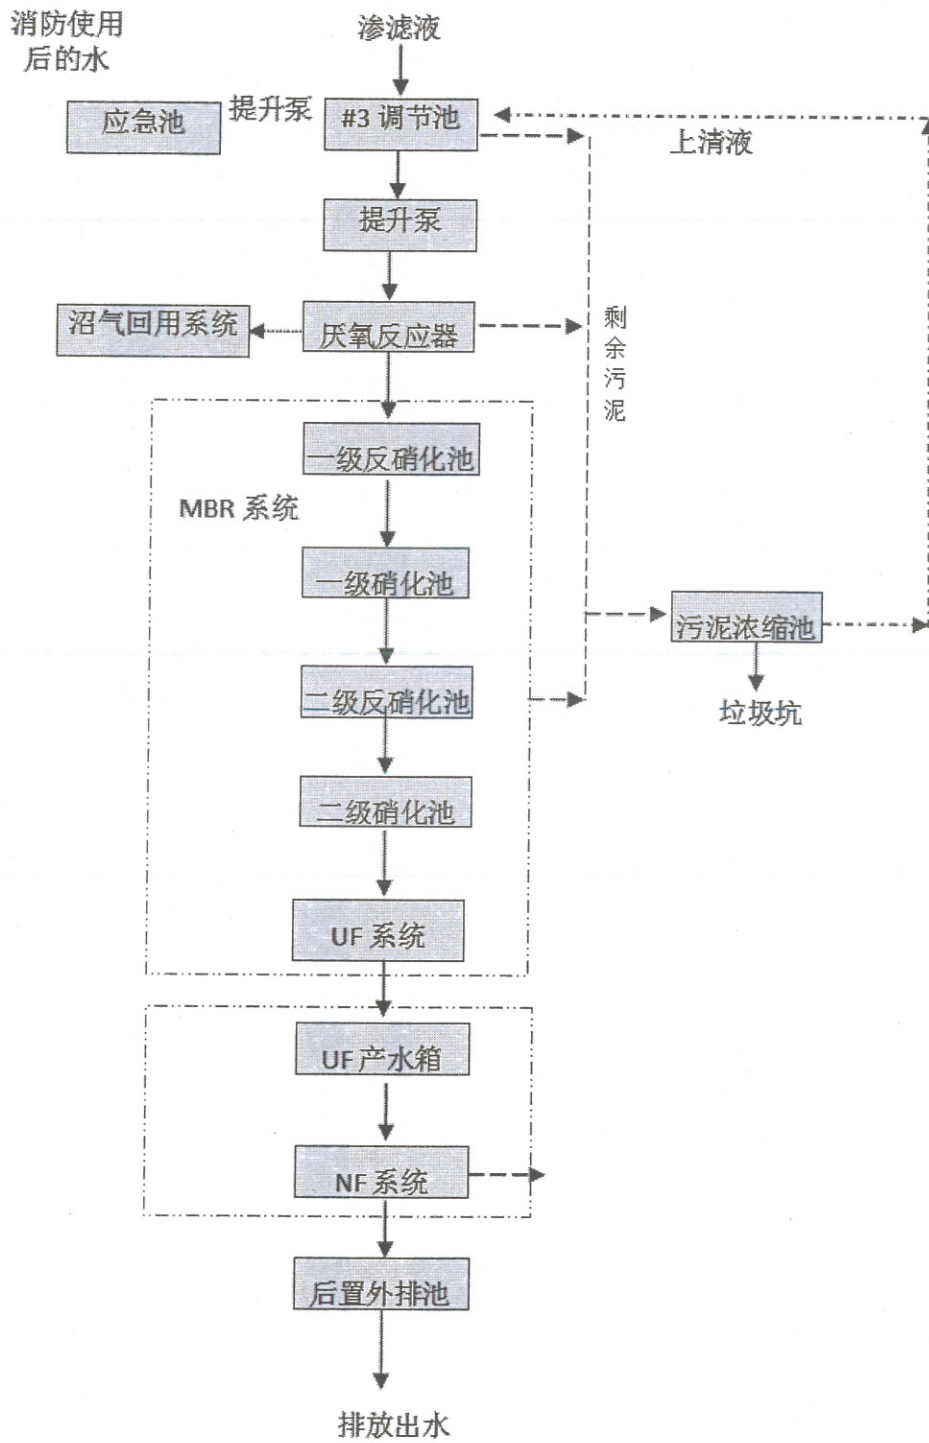 消防使用
后的水
渗滤液
应急池
提升泵
#3 调节池
上清液
提升泵
沼气回用系统
厌氧反应器
剩
余
污
泥
一级反硝化池
MBR 系统
一级硝化池
污泥浓缩池
二级反硝化池
垃圾坑
二级硝化池
UF 系统
UF 产水箱
NF 系统
后置外排池
排放出水